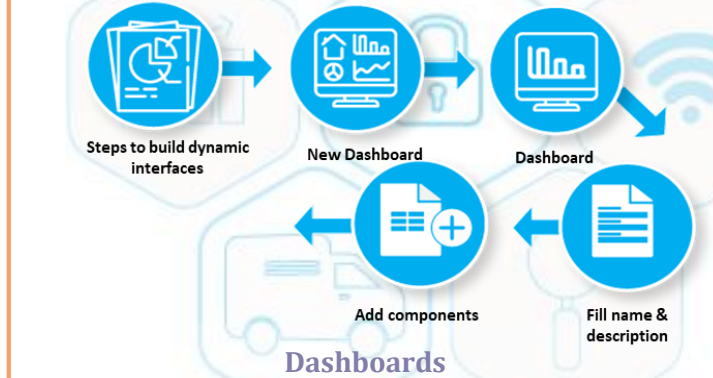 Steps to build dynamic
interfaces
New Dashboard
Dashboard
Fill name &
description
Add components
Dashboards